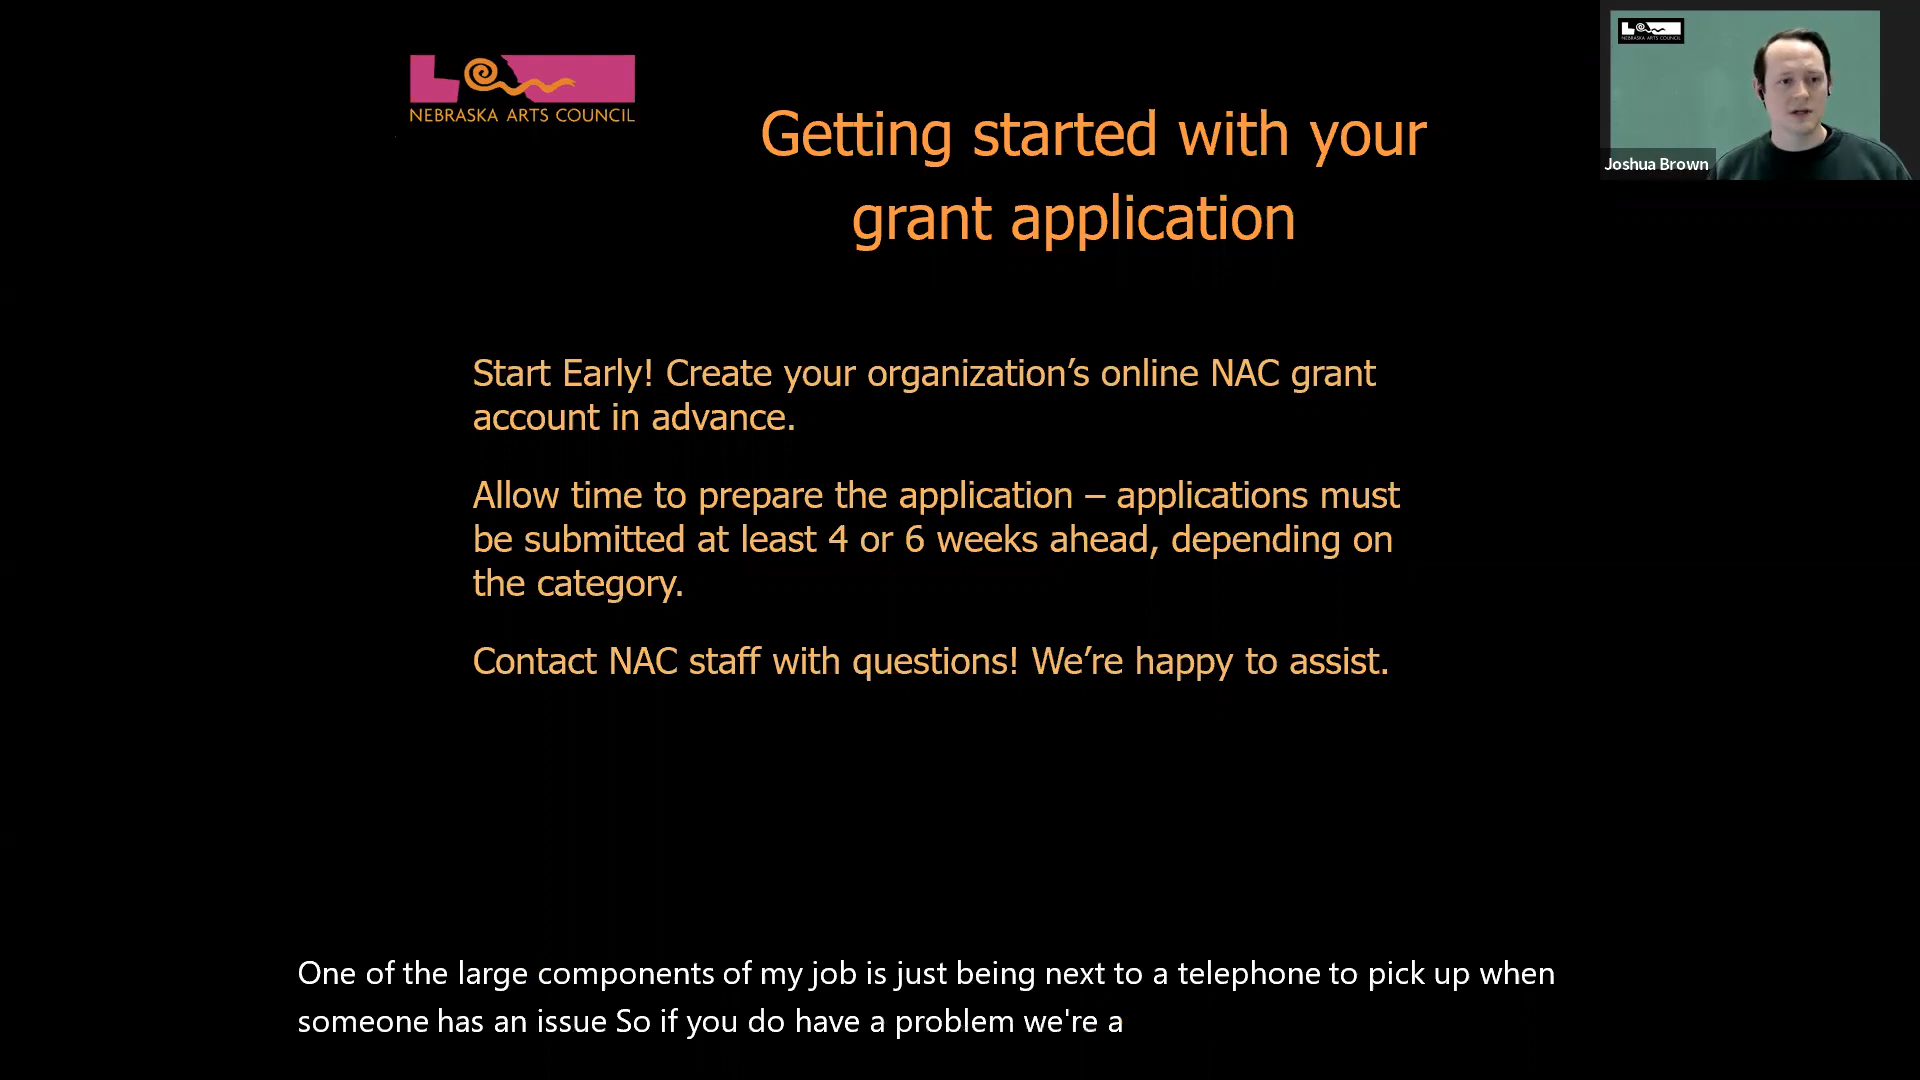 NEBRASKA ARTS COUNCIL
Getting started with your
grant application
NEBRASKA ARTS COUNCIL
Joshua Brown
Start Early! Create your organization’s online NAC grant
account in advance.
Allow time to prepare the application – applications must
be submitted at least 4 or 6 weeks ahead, depending on
the category.
Contact NAC staff with questions! We’re happy to assist.
One of the large components of my job is just being next to a telephone to pick up when
someone has an issue So if you do have a problem we're a